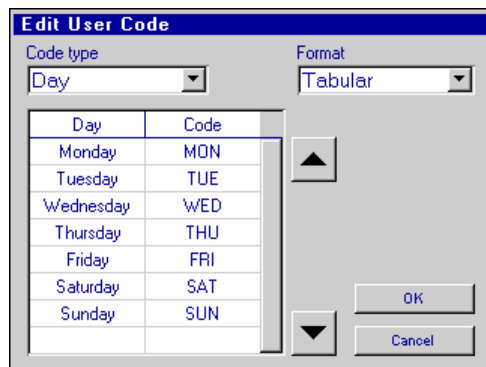 Edit User Code
Code type Format
Day Tabular
Day Code
Monday MON
Tuesday TUE
Wednesday WED
Thursday THU
Friday FRI
Saturday SAT
Sunday SUN
OK
Cancel